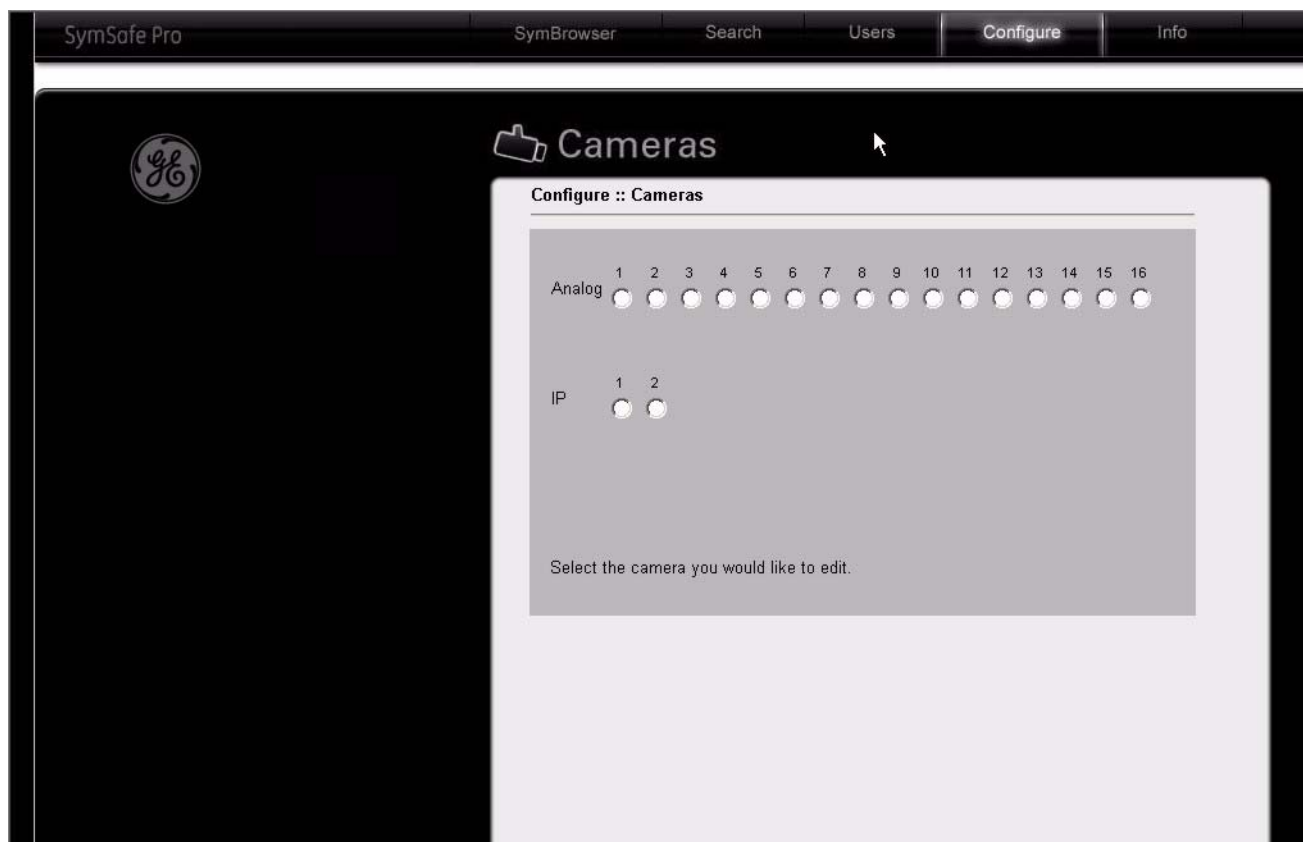 SymSafe Pro SymBrowser Search Users Configure Info
GE
Cameras
Configure :: Cameras
1 2 3 4 5 6 7 8 9 10 11 12 13 14 15 16
Analog
1 2
IP
Select the camera you would like to edit.